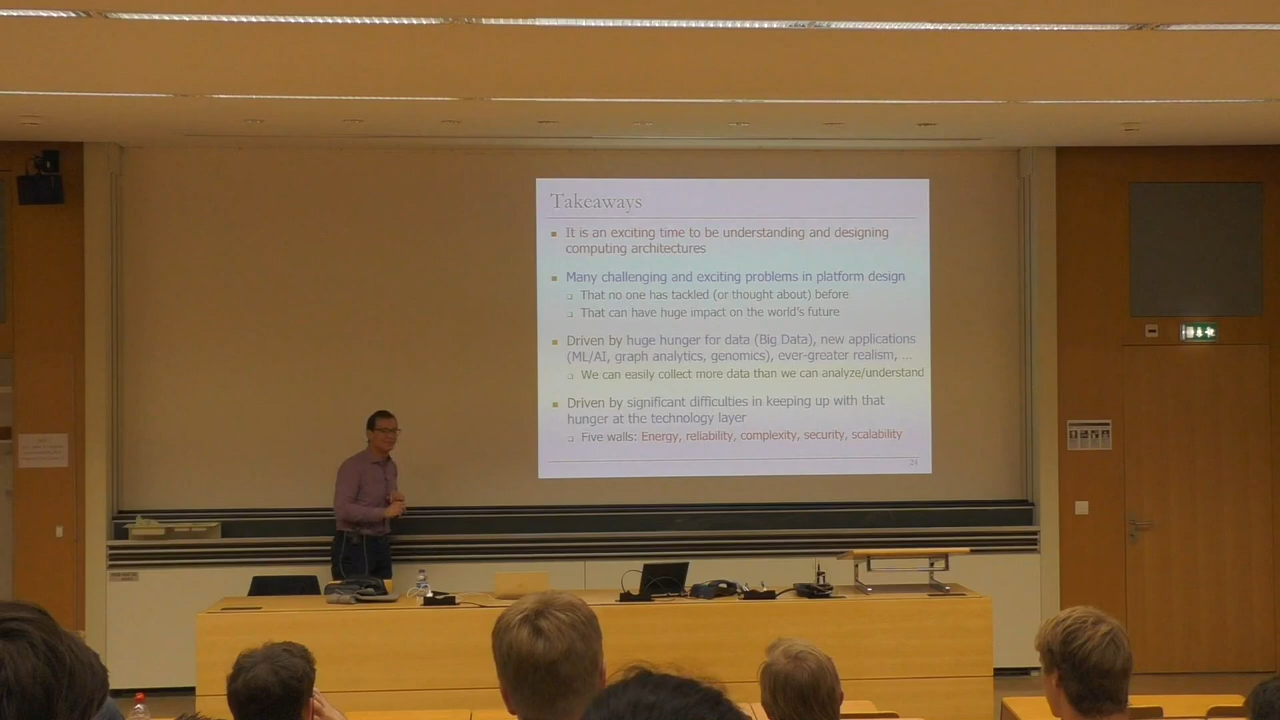 Takeaways
It is an exciting time to be understanding and designing
computing architectures
Many challenging and exciting problems in platform design
That no one has tackled (or thought about) before
That can have huge impact on the world's future
Driven by huge hunger for data (Big Data), new applications
(ML/AI, graph analytics, genomics), ever-greater realism, …
We can easily collect more data than we can analyze/understand
Driven by significant difficulties in keeping up with that
hunger at the technology layer
Five walls: Energy, reliability, complexity, security, scalability